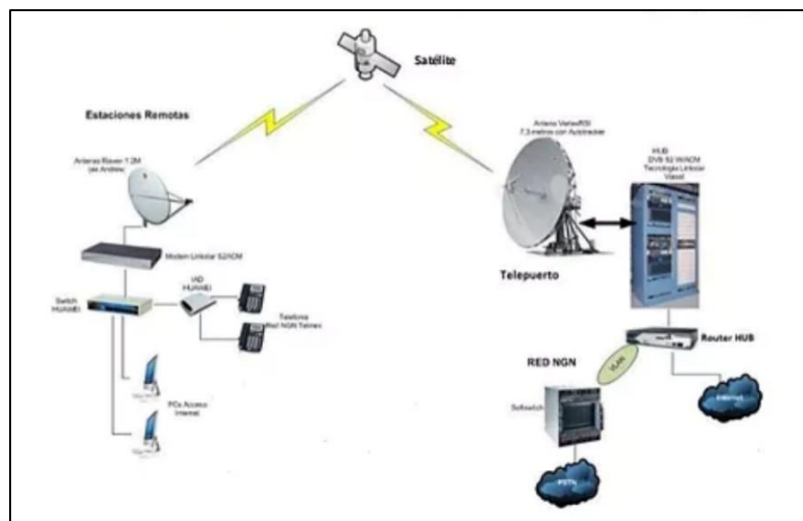 Satélite
Estaciones Remotas
Antenas Raven 1.2M
(ex Andrew)
Modem Linkstar S2/ACM
Switch
HUAWEI
IAD
HUAWEI
Telefonía
Red NGN Telmex
PCs Acceso
Internet
Antena VertexRSI
7,3 metros con Autotracker
HUB
DVB S2 W/ACM
Tecnología Linkstar
Viasat
Telepuerto
Router HUB
VLAN
RED NGN
Softswitch
Internet
PSTN